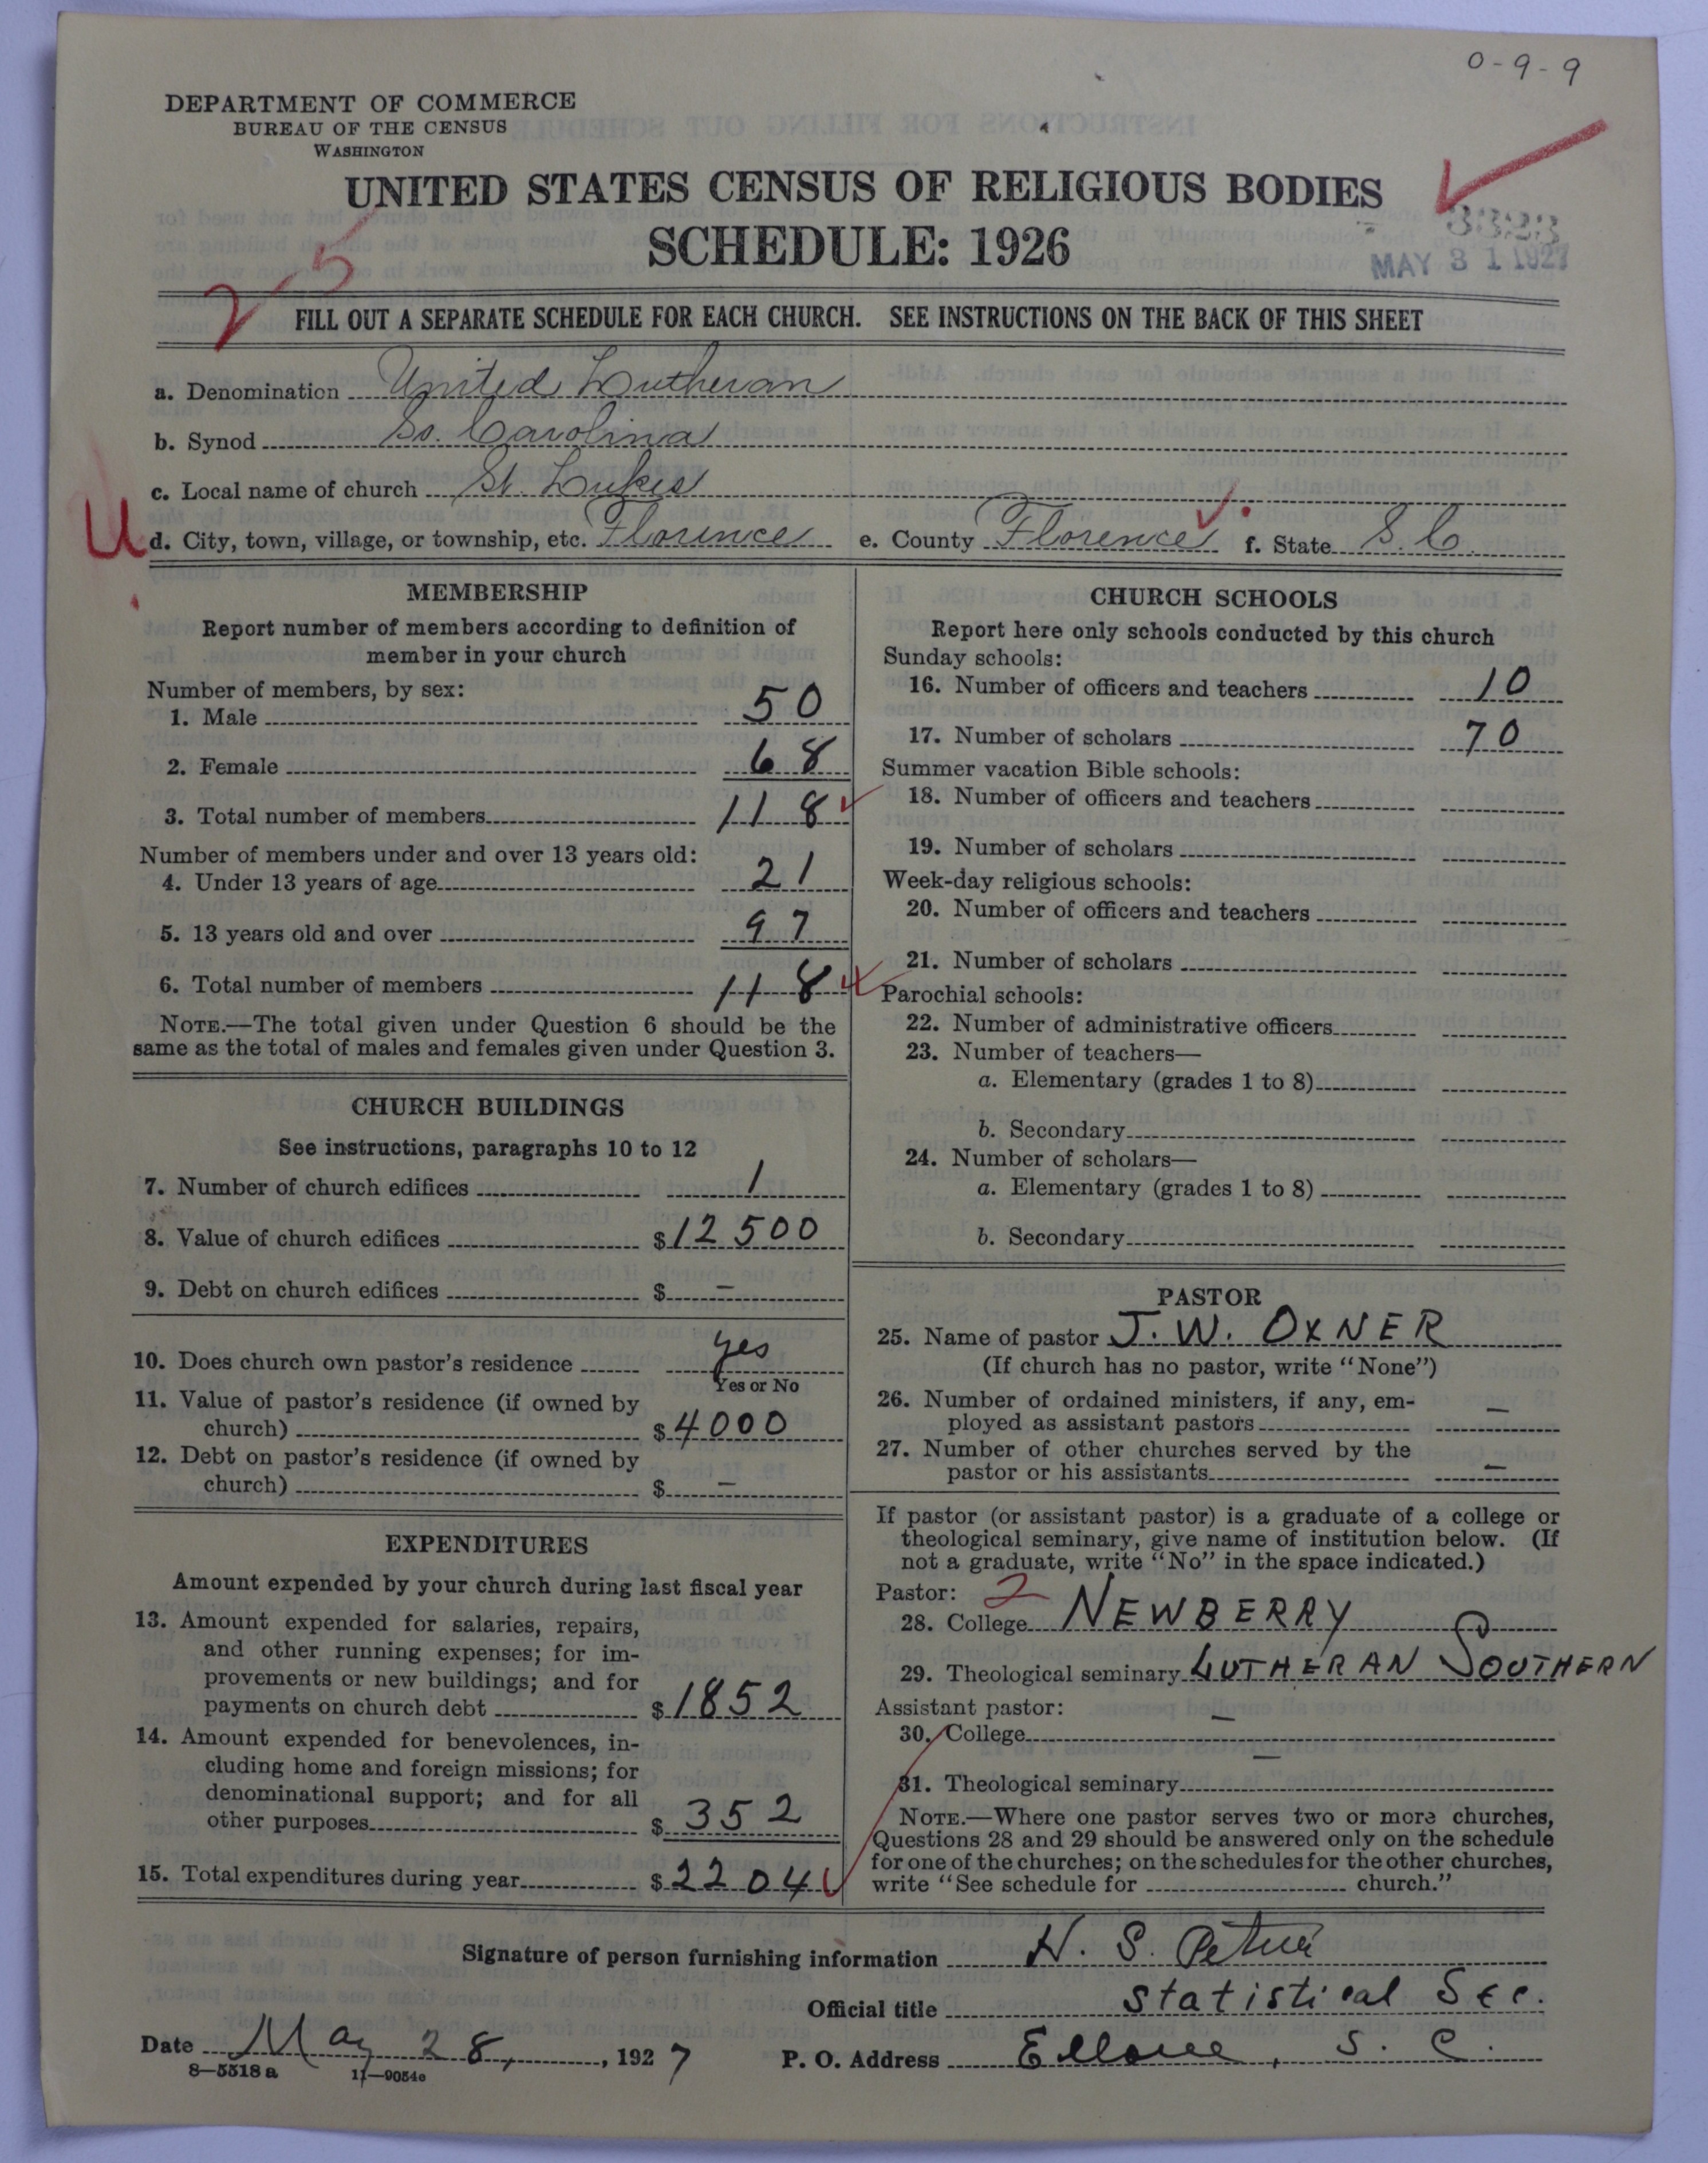 0-9-9
DEPARTMENT OF COMMERCE
BUREAU OF THE CENSUS
WASHINGTON
UNITED STATES CENSUS OF RELIGIOUS BODIES
SCHEDULE: 1926
MAY 31 1927
25
FILL OUT A SEPARATE SCHEDULE FOR EACH CHURCH. SEE INSTRUCTIONS ON THE BACK OF THIS SHEET
a. Denomination United Lutheran
b. Synod So. Carolina
c. Local name of church St. Lukes
U
d. City, town, village, or township, etc. Florence e. County Florence f. State S. C.
MEMBERSHIP
Report number of members according to definition of
member in your church
Number of members, by sex:
1. Male 50
2. Female 68
3. Total number of members 118
Number of members under and over 13 years old:
4. Under 13 years of age 21
5. 13 years old and over 97
6. Total number of members 118
NOTE.—The total given under Question 6 should be the
same as the total of males and females given under Question 3.
CHURCH BUILDINGS
See instructions, paragraphs 10 to 12
7. Number of church edifices 1
8. Value of church edifices $12500
9. Debt on church edifices $ –
10. Does church own pastor's residence yes
Yes or No
11. Value of pastor's residence (if owned by
church) $4000
12. Debt on pastor's residence (if owned by
church) $ –
EXPENDITURES
Amount expended by your church during last fiscal year
13. Amount expended for salaries, repairs,
and other running expenses; for im-
provements or new buildings; and for
payments on church debt $1852
14. Amount expended for benevolences, in-
cluding home and foreign missions; for
denominational support; and for all
other purposes $352
15. Total expenditures during year $2204
CHURCH SCHOOLS
Report here only schools conducted by this church
Sunday schools:
16. Number of officers and teachers 10
17. Number of scholars 70
Summer vacation Bible schools:
18. Number of officers and teachers
19. Number of scholars
Week-day religious schools:
20. Number of officers and teachers
21. Number of scholars
Parochial schools:
22. Number of administrative officers
23. Number of teachers—
a. Elementary (grades 1 to 8)
b. Secondary
24. Number of scholars—
a. Elementary (grades 1 to 8)
b. Secondary
PASTOR
25. Name of pastor J. W. OXNER
(If church has no pastor, write "None")
26. Number of ordained ministers, if any, em-
ployed as assistant pastors –
27. Number of other churches served by the
pastor or his assistants –
If pastor (or assistant pastor) is a graduate of a college or
theological seminary, give name of institution below. (If
not a graduate, write "No" in the space indicated.)
Pastor: 2
28. College NEWBERRY
29. Theological seminary LUTHERAN SOUTHERN
Assistant pastor:
30. College –
31. Theological seminary –
NOTE.—Where one pastor serves two or more churches,
Questions 28 and 29 should be answered only on the schedule
for one of the churches; on the schedules for the other churches,
write "See schedule for church."
Signature of person furnishing information H. S. Petrea
Official title Statistical Sec.
Date May 28, 1927 P. O. Address Elloree, S. C.
8—5518a 11—9054e